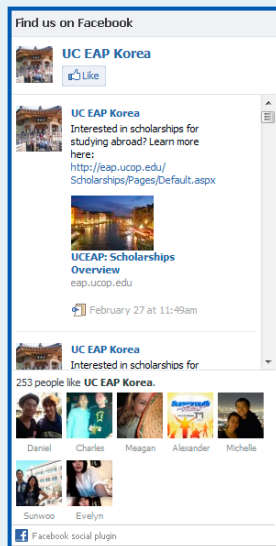 Find us on Facebook
UC EAP Korea
Like
UC EAP Korea
Interested in scholarships for
studying abroad? Learn more
here:
http://eap.ucop.edu/
Scholarships/Pages/Default.aspx
UCEAP: Scholarships
Overview
eap.ucop.edu
February 27 at 11:49am
UC EAP Korea
Interested in scholarships for
253 people like UC EAP Korea.
Daniel Charles Meagan Alexander Michelle
Sunwoo Evelyn
Facebook social plugin